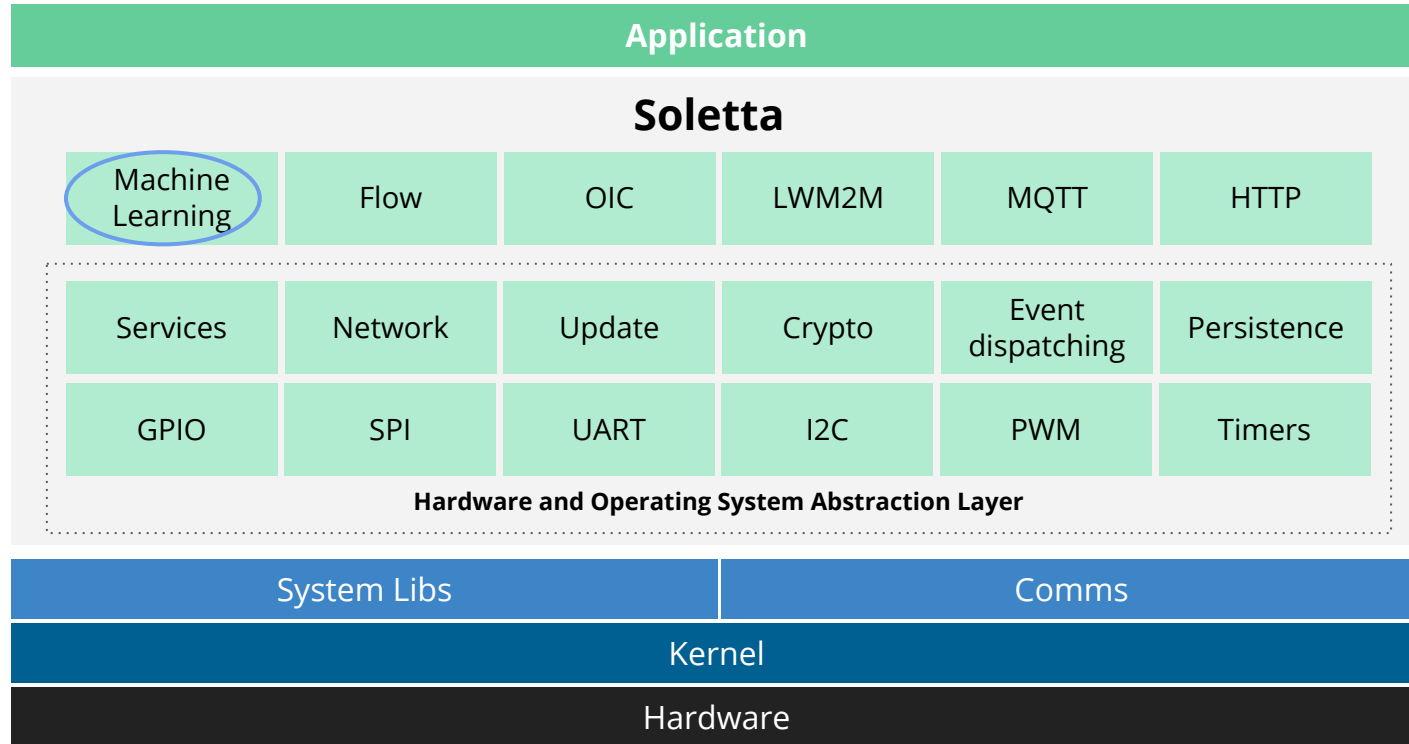 Application
Soletta
Machine
Learning
Flow
OIC
LWM2M
MQTT
HTTP
Services
Network
Update
Crypto
Event
dispatching
Persistence
GPIO
SPI
UART
I2C
PWM
Timers
Hardware and Operating System Abstraction Layer
System Libs
Comms
Kernel
Hardware